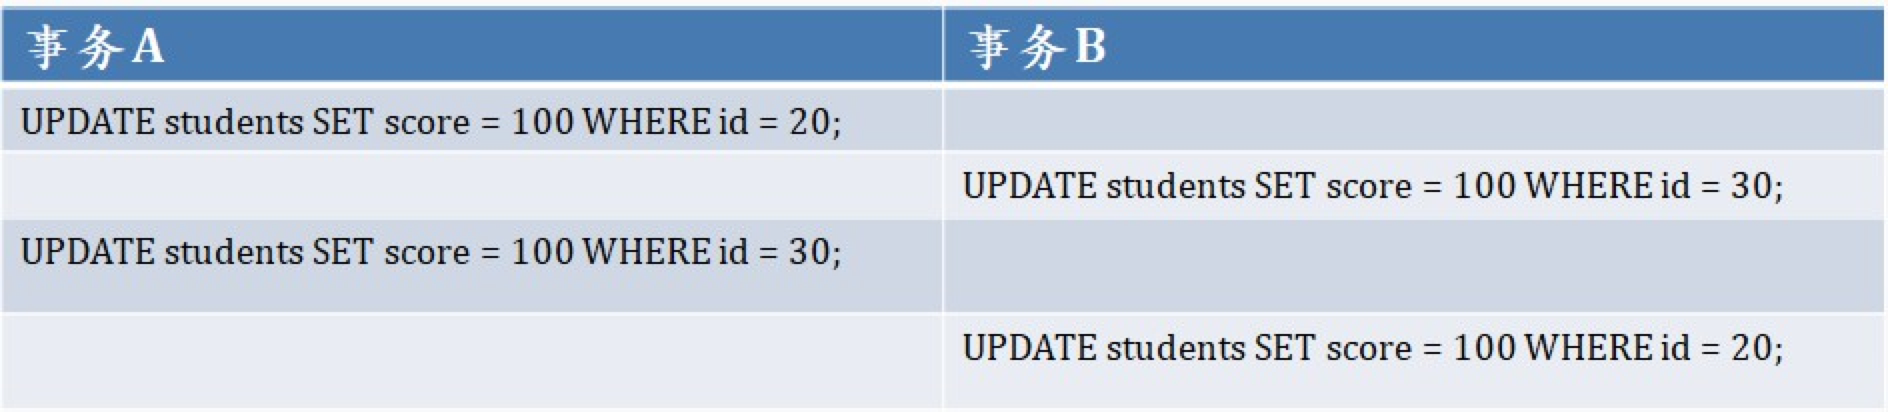 事务A
事务B
UPDATE students SET score = 100 WHERE id = 20;
UPDATE students SET score = 100 WHERE id = 30;
UPDATE students SET score = 100 WHERE id = 30;
UPDATE students SET score = 100 WHERE id = 20;